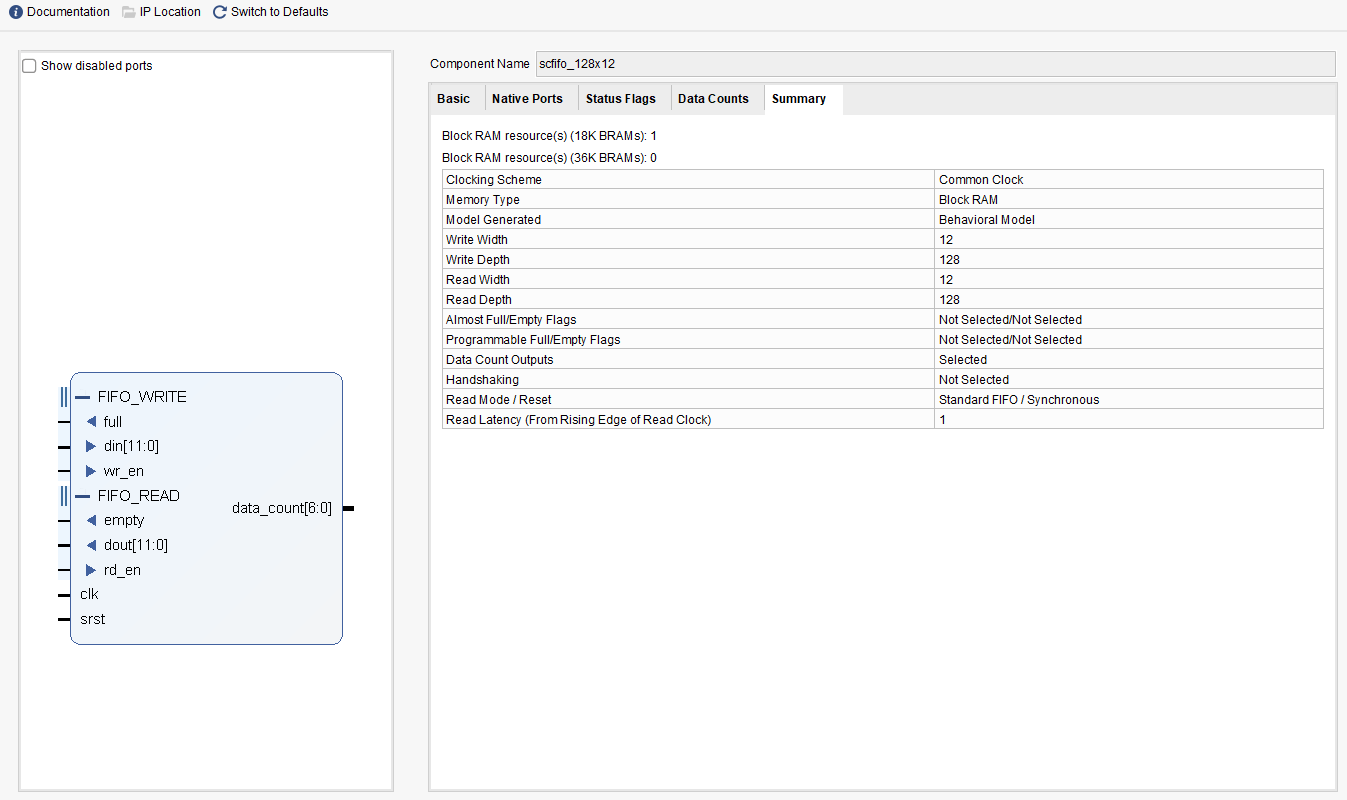 Documentation IP Location Switch to Defaults
Show disabled ports
FIFO_WRITE
full
din[11:0]
wr_en
FIFO_READ
empty
dout[11:0]
rd_en
clk
srst
data_count[6:0]
Component Name scfifo_128x12
Basic Native Ports Status Flags Data Counts Summary
Block RAM resource(s) (18K BRAMs): 1
Block RAM resource(s) (36K BRAMs): 0
Clocking Scheme Common Clock
Memory Type Block RAM
Model Generated Behavioral Model
Write Width 12
Write Depth 128
Read Width 12
Read Depth 128
Almost Full/Empty Flags Not Selected/Not Selected
Programmable Full/Empty Flags Not Selected/Not Selected
Data Count Outputs Selected
Handshaking Not Selected
Read Mode / Reset Standard FIFO / Synchronous
Read Latency (From Rising Edge of Read Clock) 1